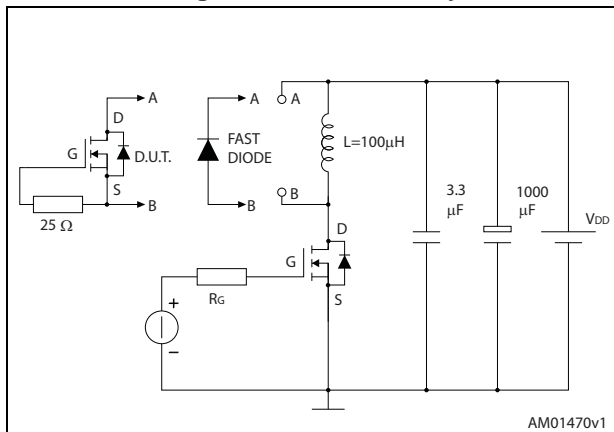 A
D
G
D.U.T.
S
25 Ω
B
A
FAST
DIODE
B
A
B
L=100μH
D
G
S
RG
+
−
3.3
μF
1000
μF
VDD
AM01470v1